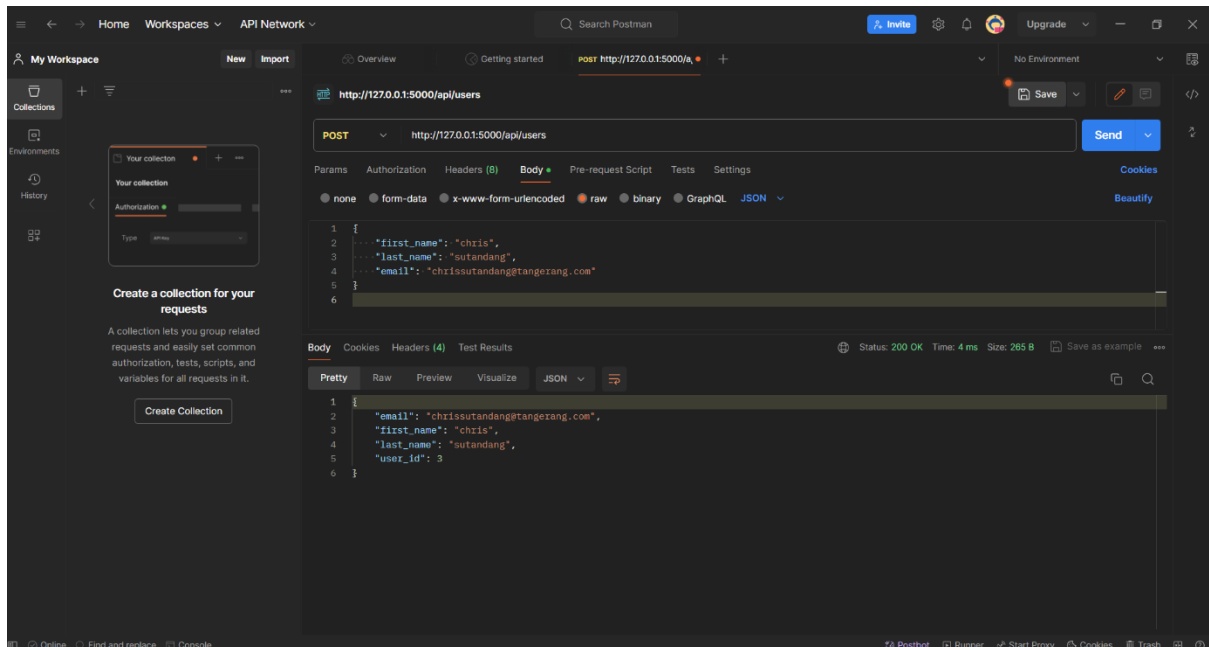 Home Workspaces API Network Search Postman Invite Upgrade
My Workspace New Import Overview Getting started POST http://127.0.0.1:5000/a, + No Environment
Collections
Environments
History
Your collecton + 
Your collection
Authorization
Type API Key
Create a collection for your
requests
A collection lets you group related
requests and easily set common
authorization, tests, scripts, and
variables for all requests in it.
Create Collection
HTTP http://127.0.0.1:5000/api/users Save
POST http://127.0.0.1:5000/api/users Send
Params Authorization Headers (8) Body Pre-request Script Tests Settings Cookies
none form-data x-www-form-urlencoded raw binary GraphQL JSON Beautify
1 {
2 "first_name": "chris",
3 "last_name": "sutandang",
4 "email": "chrissutandang@tangerang.com"
5 }
6
Body Cookies Headers (4) Test Results Status: 200 OK Time: 4 ms Size: 265 B Save as example
Pretty Raw Preview Visualize JSON
1 {
2 "email": "chrissutandang@tangerang.com",
3 "first_name": "chris",
4 "last_name": "sutandang",
5 "user_id": 3
6 }
Online Find and replace Console Postbot Runner Start Proxy Cookies Trash